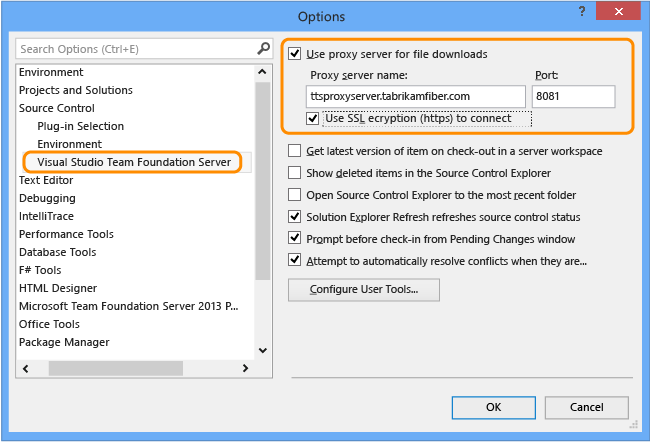 Options
?
Search Options (Ctrl+E)
Environment
Projects and Solutions
Source Control
Plug-in Selection
Environment
Visual Studio Team Foundation Server
Text Editor
Debugging
IntelliTrace
Performance Tools
Database Tools
F# Tools
HTML Designer
Microsoft Team Foundation Server 2013 P...
Office Tools
Package Manager
Use proxy server for file downloads
Proxy server name: Port:
ttsproxyserver.tabrikamfiber.com 8081
Use SSL ecryption (https) to connect
Get latest version of item on check-out in a server workspace
Show deleted items in the Source Control Explorer
Open Source Control Explorer to the most recent folder
Solution Explorer Refresh refreshes source control status
Prompt before check-in from Pending Changes window
Attempt to automatically resolve conflicts when they are...
Configure User Tools...
OK Cancel